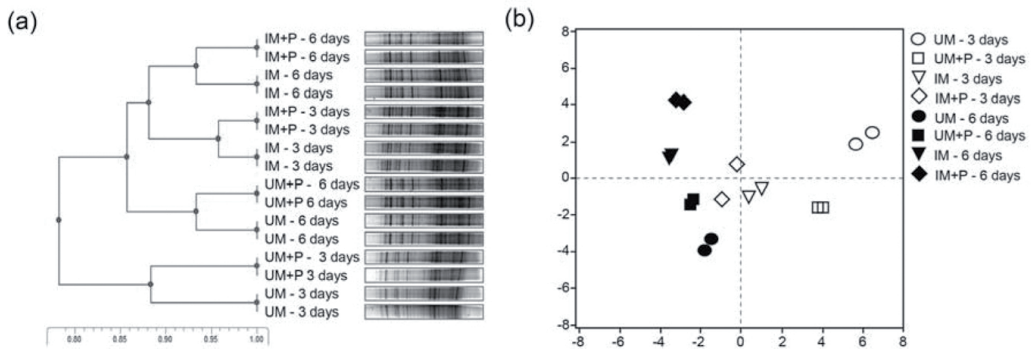 (a)
IM+P - 6 days
IM+P - 6 days
IM - 6 days
IM - 6 days
IM+P - 3 days
IM+P - 3 days
IM - 3 days
IM - 3 days
UM+P - 6 days
UM+P 6 days
UM - 6 days
UM - 6 days
UM+P - 3 days
UM+P 3 days
UM - 3 days
UM - 3 days
0.80 0.85 0.90 0.95 1.00
(b)
8
6
4
2
0
-2
-4
-6
-8
-8 -6 -4 -2 0 2 4 6 8
UM - 3 days
UM+P - 3 days
IM - 3 days
IM+P - 3 days
UM - 6 days
UM+P - 6 days
IM - 6 days
IM+P - 6 days